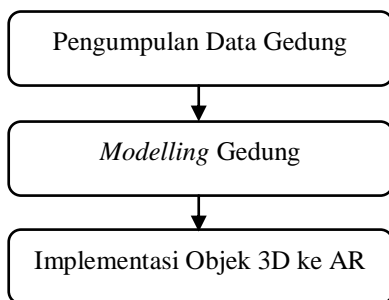 Pengumpulan Data Gedung
Modelling Gedung
Implementasi Objek 3D ke AR